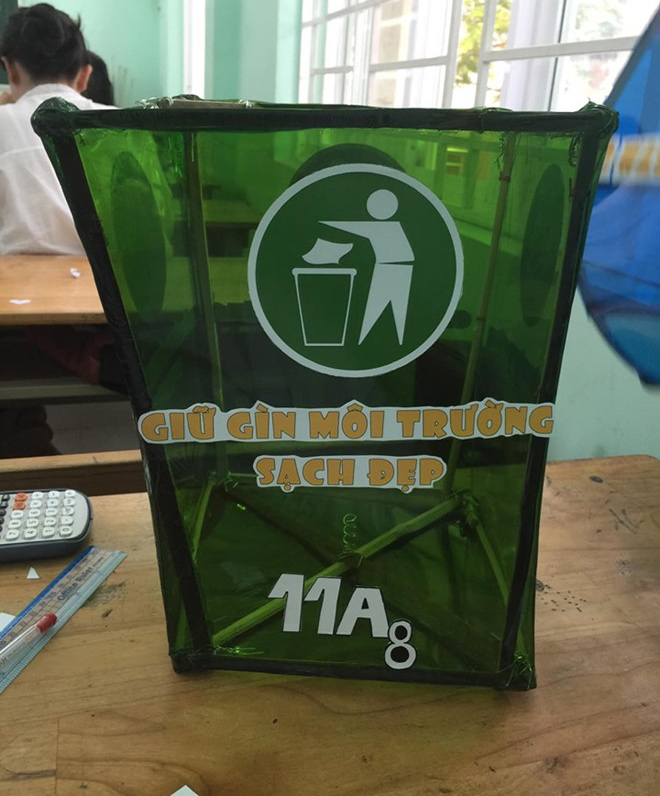 GIỮ GÌN MÔI TRƯỜNG
SẠCH ĐẸP
11A8